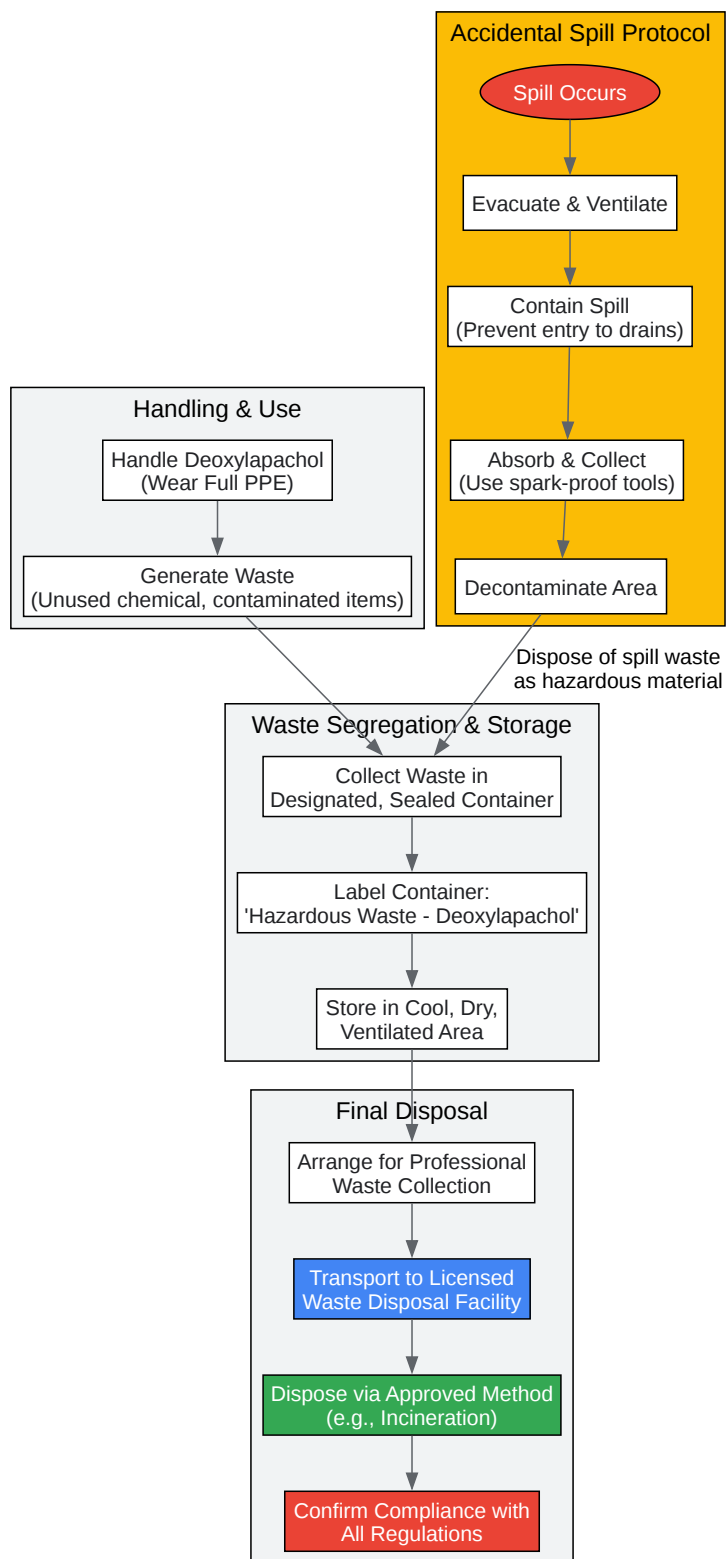 Accidental Spill Protocol
Spill Occurs
Evacuate & Ventilate
Contain Spill
(Prevent entry to drains)
Absorb & Collect
(Use spark-proof tools)
Decontaminate Area
Dispose of spill waste
as hazardous material
Handling & Use
Handle Deoxylapachol
(Wear Full PPE)
Generate Waste
(Unused chemical, contaminated items)
Waste Segregation & Storage
Collect Waste in
Designated, Sealed Container
Label Container:
'Hazardous Waste - Deoxylapachol'
Store in Cool, Dry,
Ventilated Area
Final Disposal
Arrange for Professional
Waste Collection
Transport to Licensed
Waste Disposal Facility
Dispose via Approved Method
(e.g., Incineration)
Confirm Compliance with
All Regulations